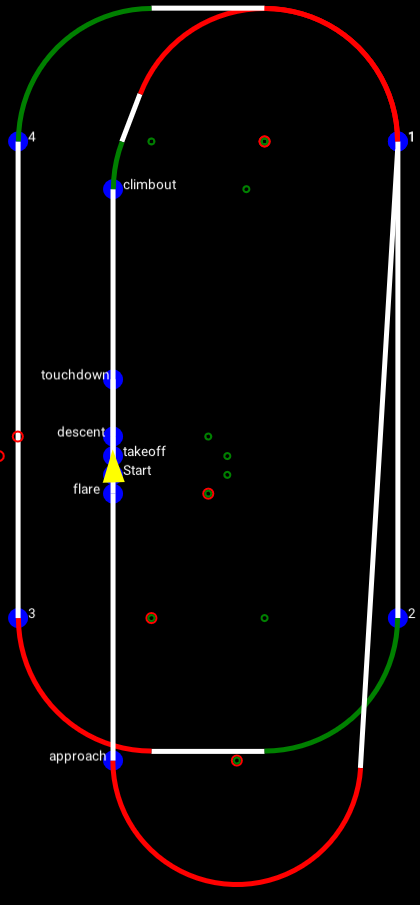 4
1
climbout
touchdown
descent
takeoff
Start
flare
3
2
approach